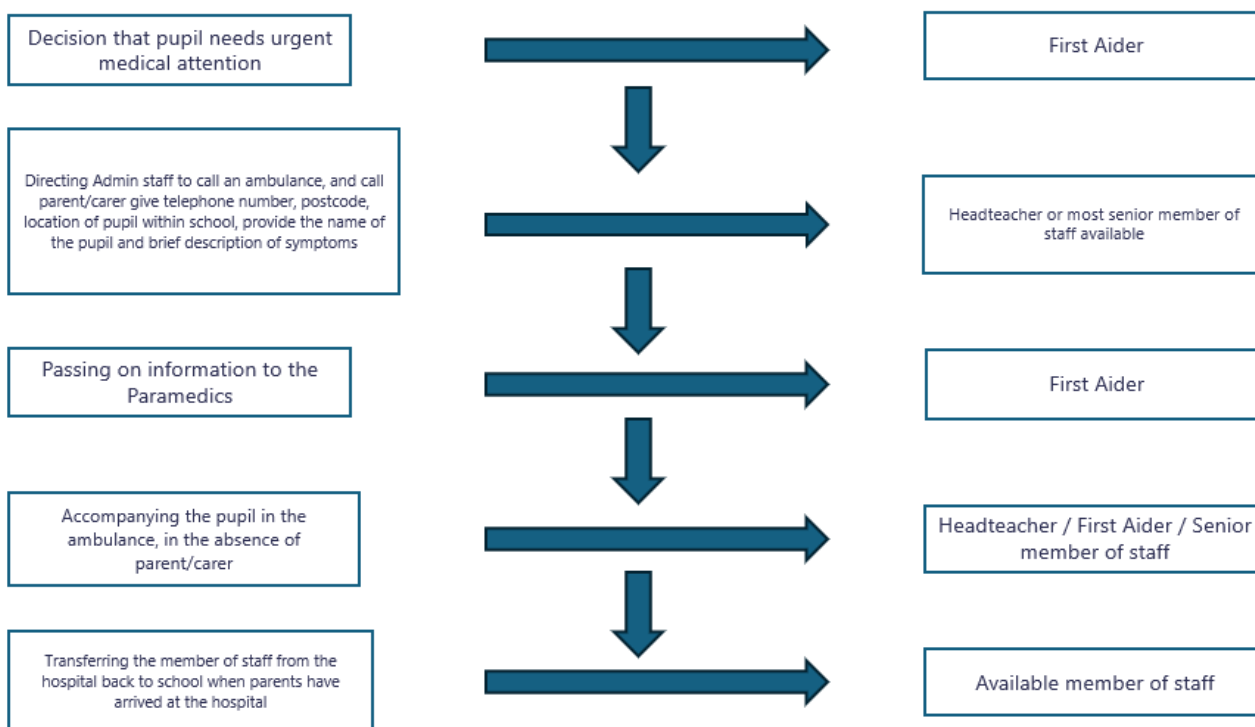 Decision that pupil needs urgent
medical attention
First Aider
Directing Admin staff to call an ambulance, and call
parent/carer give telephone number, postcode,
location of pupil within school, provide the name of
the pupil and brief description of symptoms
Headteacher or most senior member of
staff available
Passing on information to the
Paramedics
First Aider
Accompanying the pupil in the
ambulance, in the absence of
parent/carer
Headteacher / First Aider / Senior
member of staff
Transferring the member of staff from the
hospital back to school when parents have
arrived at the hospital
Available member of staff